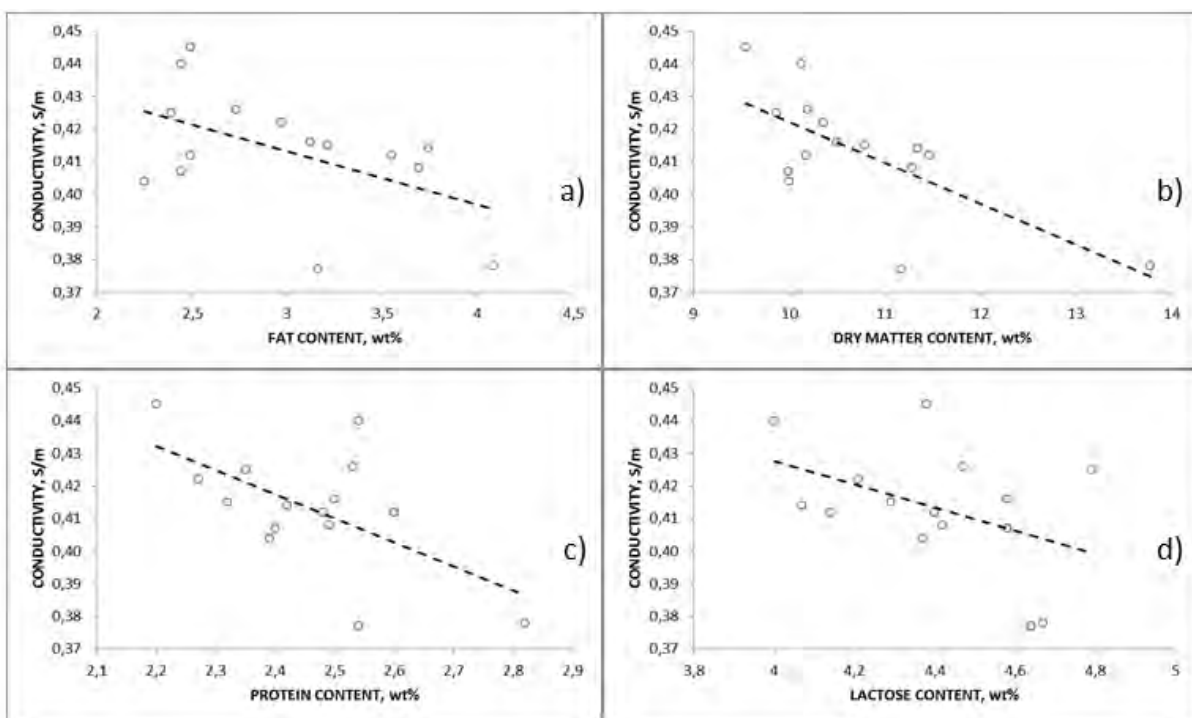 0,45
0,44
0,43
0,42
0,41
0,40
0,39
0,38
0,37
CONDUCTIVITY, S/m
2 2,5 3 3,5 4 4,5
FAT CONTENT, wt%
a)
0,45
0,44
0,43
0,42
0,41
0,40
0,39
0,38
0,37
CONDUCTIVITY, S/m
9 10 11 12 13 14
DRY MATTER CONTENT, wt%
b)
0,45
0,44
0,43
0,42
0,41
0,40
0,39
0,38
0,37
CONDUCTIVITY, S/m
2,1 2,2 2,3 2,4 2,5 2,6 2,7 2,8 2,9
PROTEIN CONTENT, wt%
c)
0,45
0,44
0,43
0,42
0,41
0,40
0,39
0,38
0,37
CONDUCTIVITY, S/m
3,8 4 4,2 4,4 4,6 4,8 5
LACTOSE CONTENT, wt%
d)